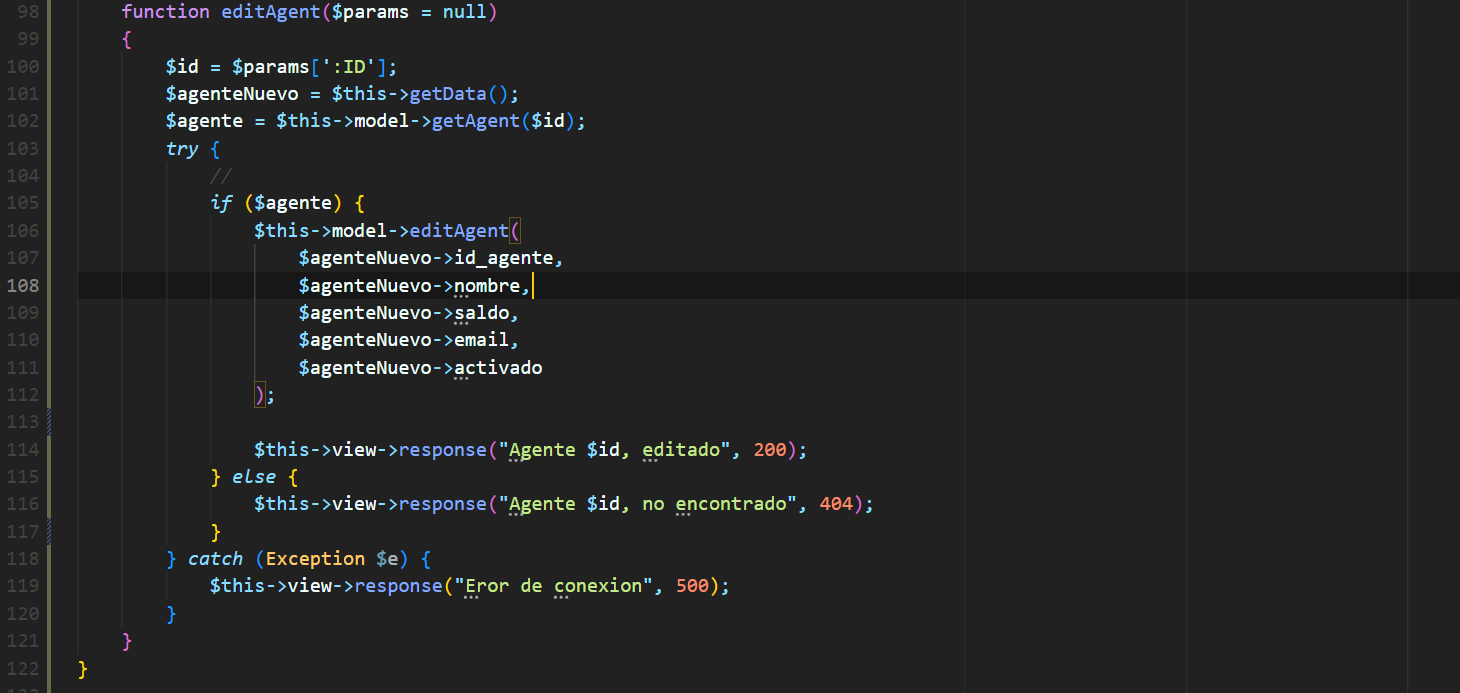 98 function editAgent($params = null)
99 {
100 $id = $params[':ID'];
101 $agenteNuevo = $this->getData();
102 $agente = $this->model->getAgent($id);
103 try {
104 //
105 if ($agente) {
106 $this->model->editAgent(
107 $agenteNuevo->id_agente,
108 $agenteNuevo->nombre,
109 $agenteNuevo->saldo,
110 $agenteNuevo->email,
111 $agenteNuevo->activado
112 );
113
114 $this->view->response("Agente $id, editado", 200);
115 } else {
116 $this->view->response("Agente $id, no encontrado", 404);
117 }
118 } catch (Exception $e) {
119 $this->view->response("Eror de conexion", 500);
120 }
121 }
122 }